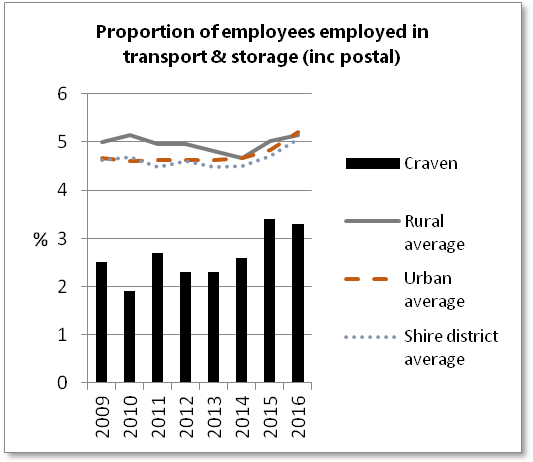 Proportion of employees employed in
transport & storage (inc postal)
6
5
4
3
2
1
0
%
2009
2010
2011
2012
2013
2014
2015
2016
Craven
Rural
average
Urban
average
Shire district
average